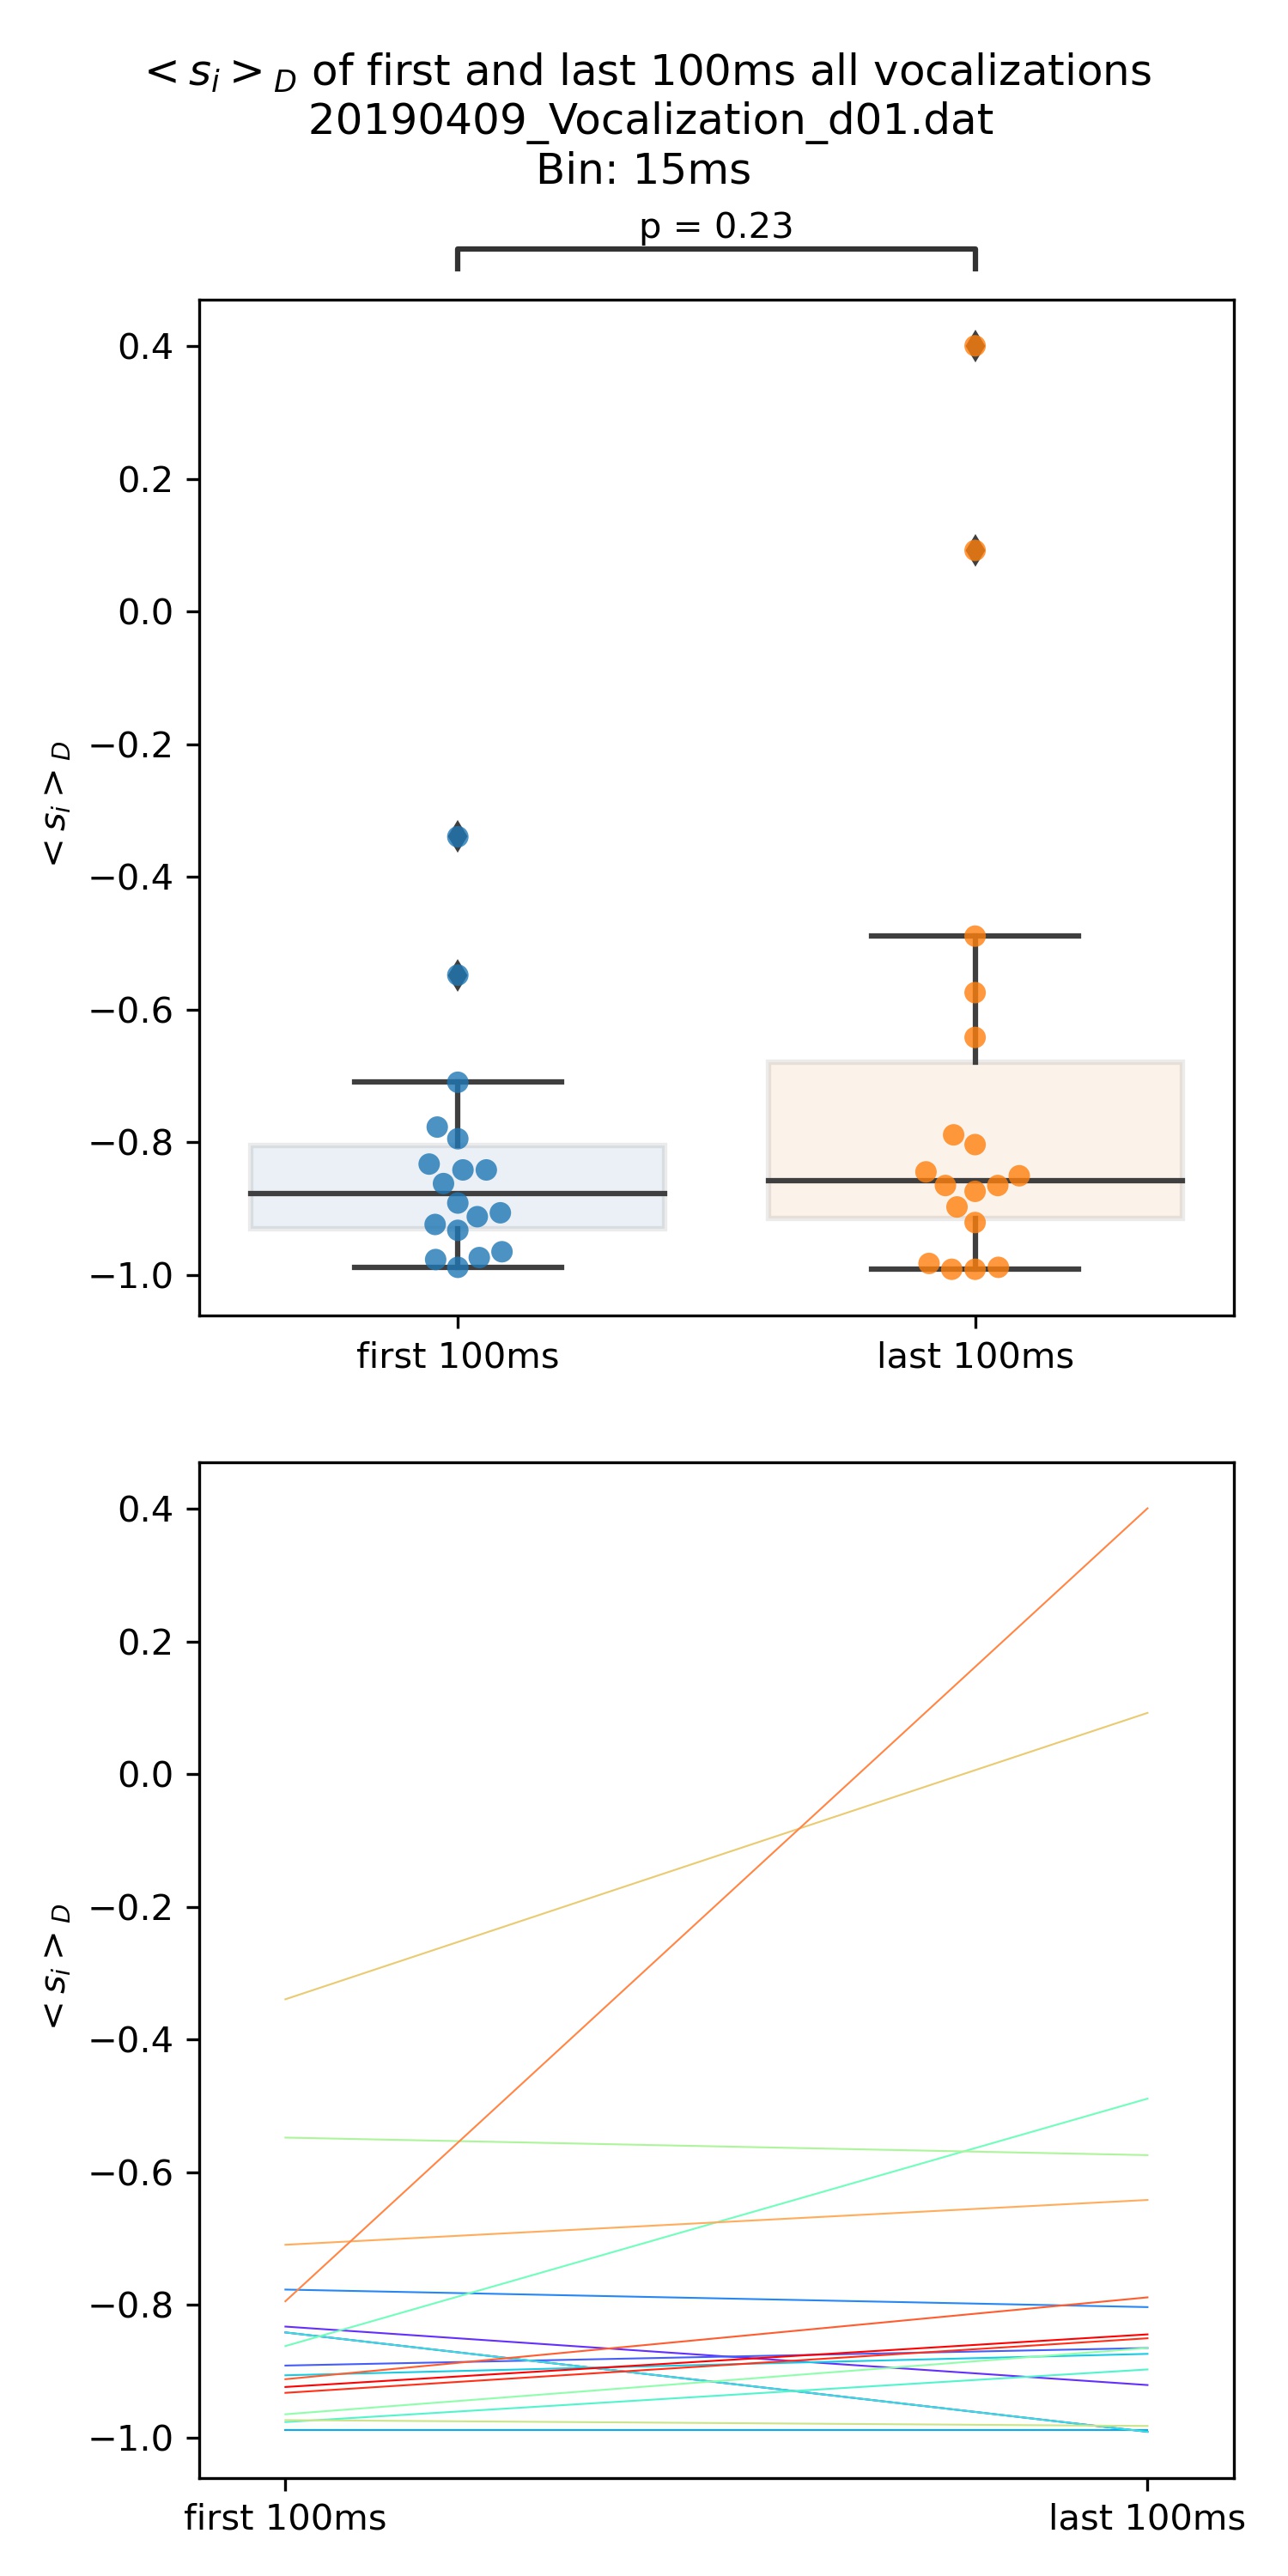 < s_i >_D of first and last 100ms all vocalizations
20190409_Vocalization_d01.dat
Bin: 15ms
p = 0.23
0.4
0.2
0.0
−0.2
−0.4
−0.6
−0.8
−1.0
< s_i >_D
first 100ms
last 100ms
0.4
0.2
0.0
−0.2
−0.4
−0.6
−0.8
−1.0
< s_i >_D
first 100ms
last 100ms